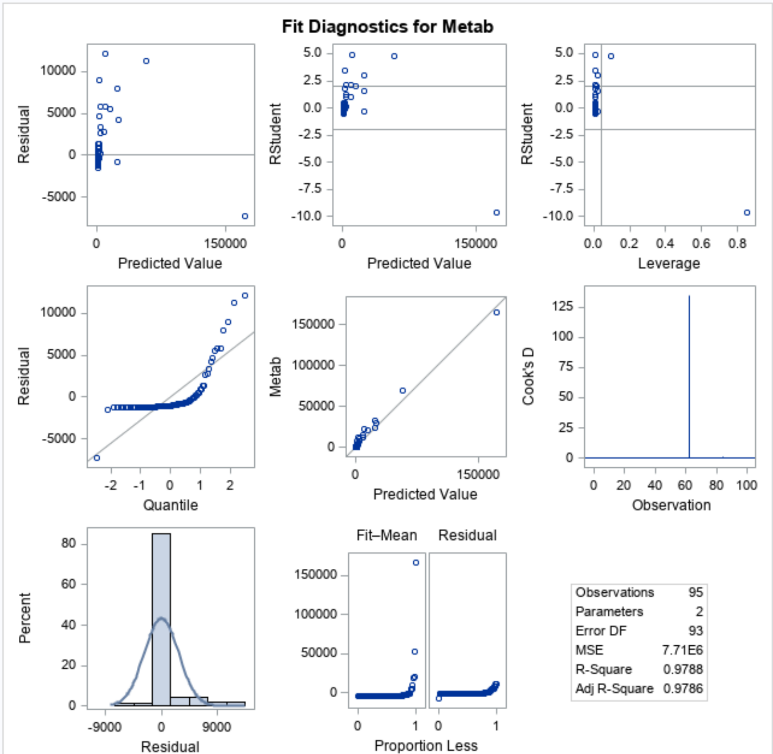 Fit Diagnostics for Metab
10000
5000
0
-5000
Residual
0 150000
Predicted Value
5.0
2.5
0.0
-2.5
-5.0
-7.5
-10.0
RStudent
0 150000
Predicted Value
5.0
2.5
0.0
-2.5
-5.0
-7.5
-10.0
RStudent
0.0 0.2 0.4 0.6 0.8
Leverage
10000
5000
0
-5000
Residual
-2 -1 0 1 2
Quantile
150000
100000
50000
0
Metab
0 150000
Predicted Value
125
100
75
50
25
0
Cook's D
0 20 40 60 80 100
Observation
80
60
40
20
0
Percent
-9000 0 9000
Residual
Fit–Mean Residual
150000
100000
50000
0
0 1 0 1
Proportion Less
Observations 95
Parameters 2
Error DF 93
MSE 7.71E6
R-Square 0.9788
Adj R-Square 0.9786